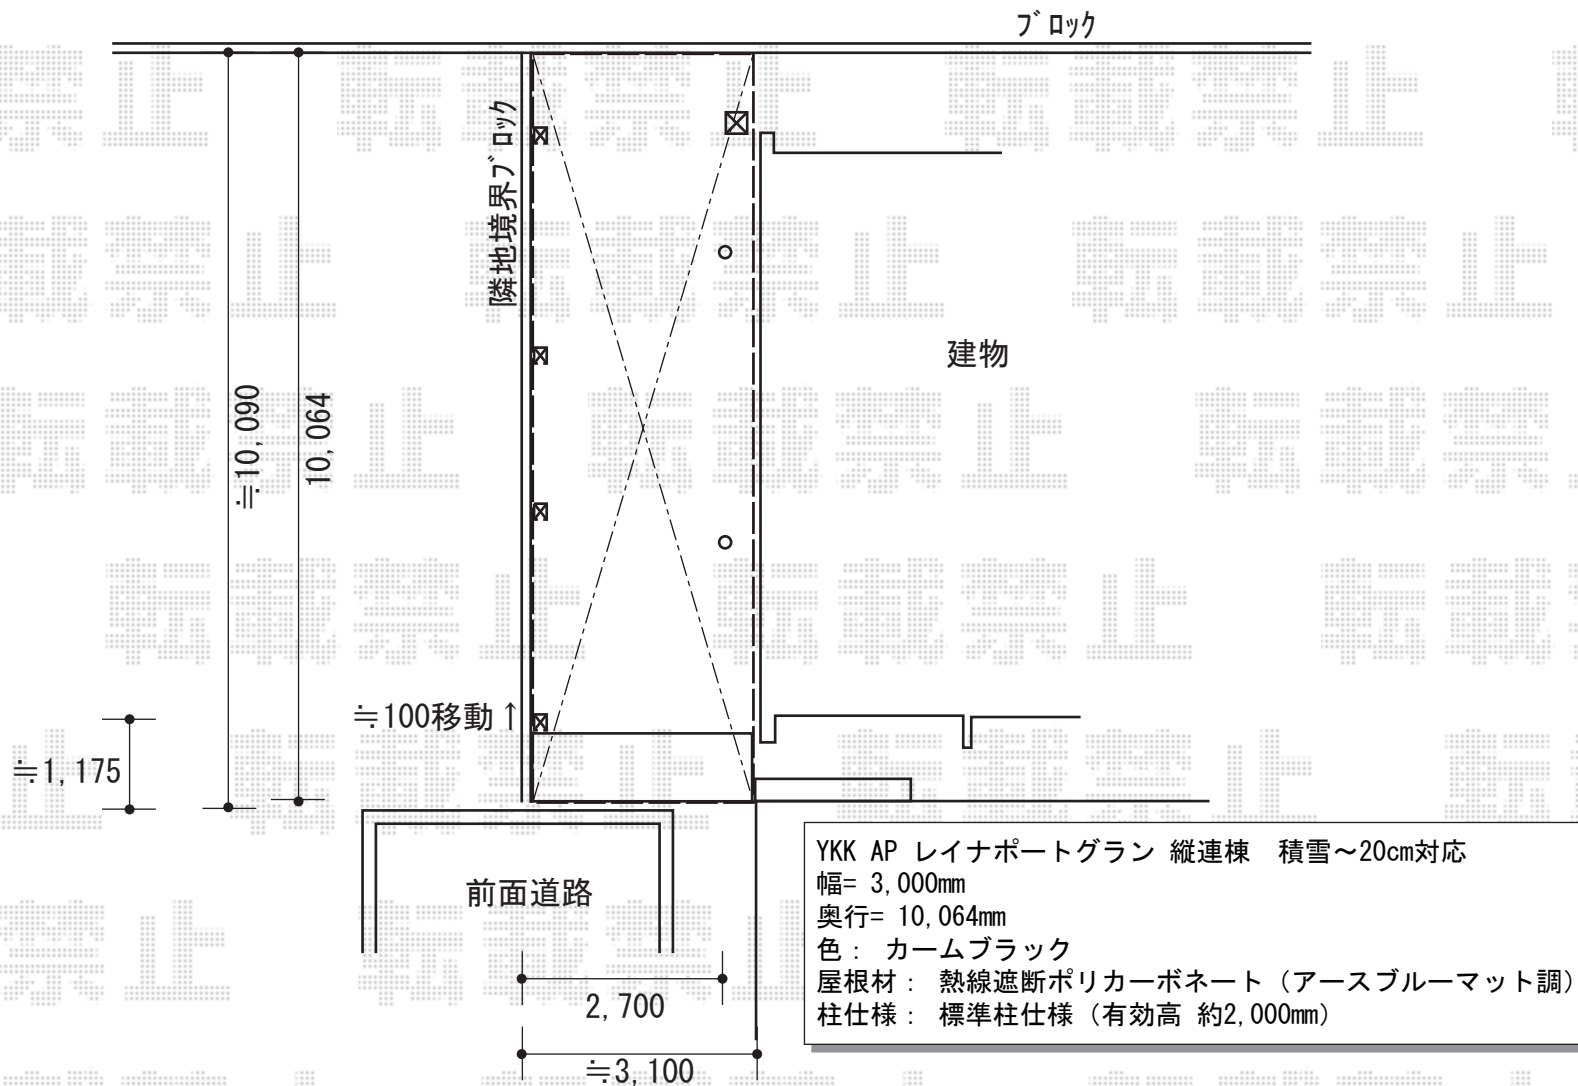 ブロック
隣地境界ブロック
≒10,090
10,064
建物
≒100移動↑
≒1,175
前面道路
2,700
≒3,100
YKK AP レイナポートグラン 縦連棟 積雪～20cm対応
幅= 3,000mm
奥行= 10,064mm
色： カームブラック
屋根材： 熱線遮断ポリカーボネート（アースブルーマット調）
柱仕様： 標準柱仕様（有効高 約2,000mm）
転載禁止